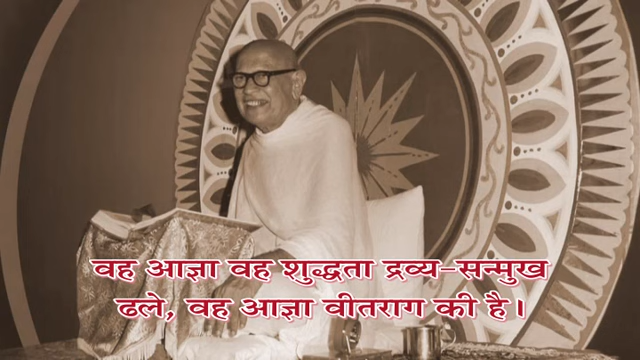 वह आज्ञा वह शुद्धता द्रव्य-सन्मुख
ढले, वह आज्ञा वीतराग की है।